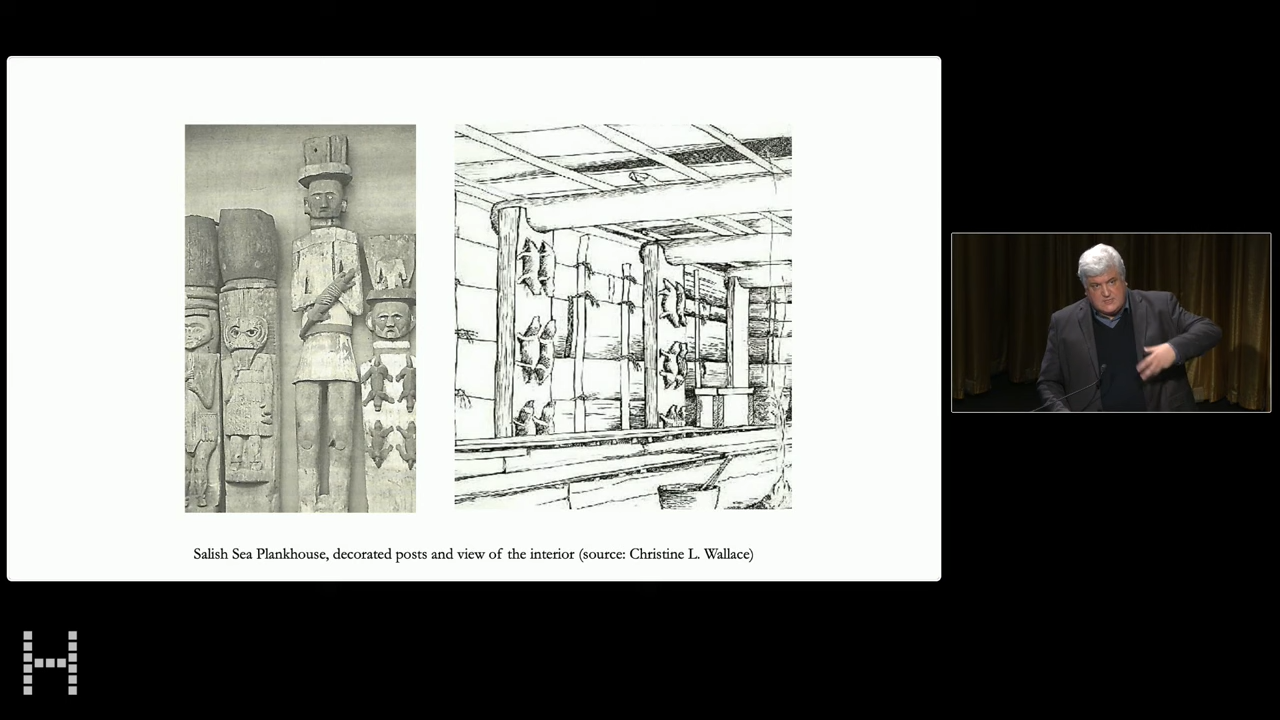 Salish Sea Plankhouse, decorated posts and view of the interior (source: Christine L. Wallace)
H